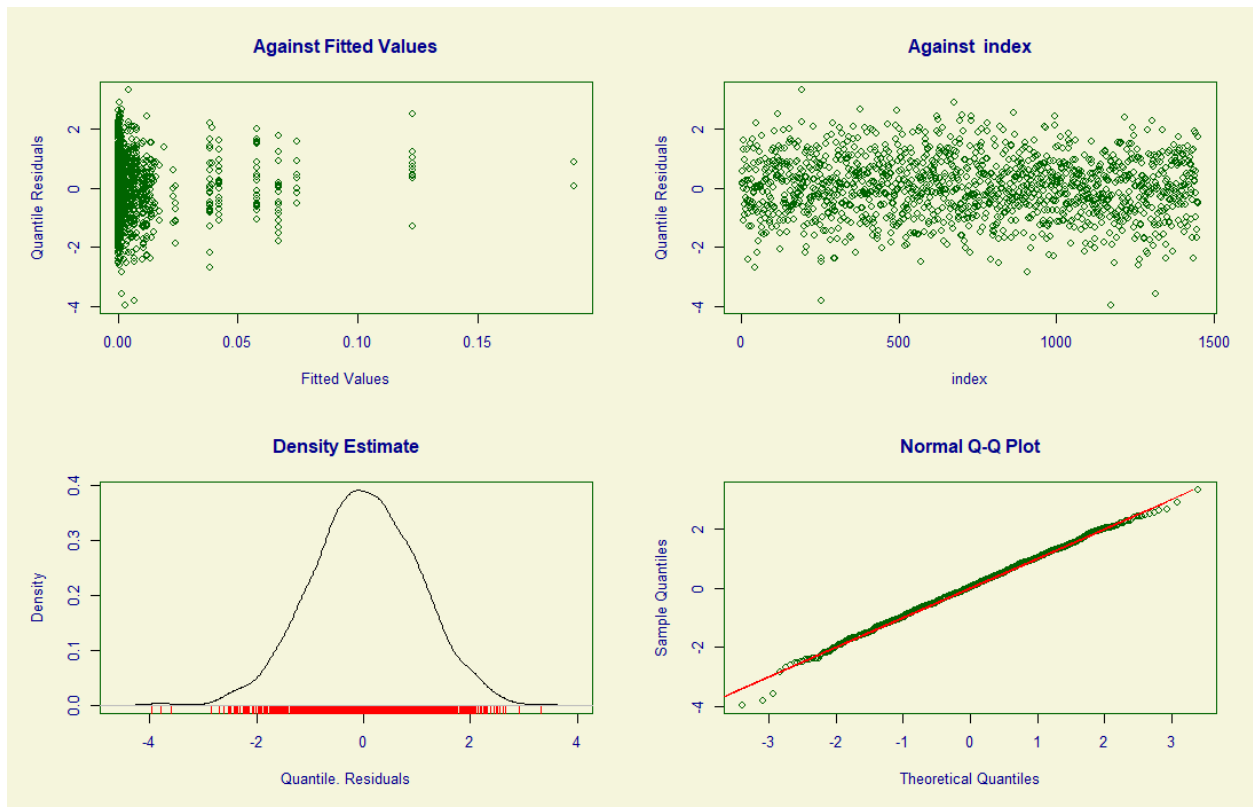 Against Fitted Values
Quantile Residuals
2
0
-2
-4
0.00 0.05 0.10 0.15
Fitted Values
Against index
Quantile Residuals
2
0
-2
-4
0 500 1000 1500
index
Density Estimate
Density
0.4
0.3
0.2
0.1
0.0
-4 -2 0 2 4
Quantile. Residuals
Normal Q-Q Plot
Sample Quantiles
2
0
-2
-4
-3 -2 -1 0 1 2 3
Theoretical Quantiles